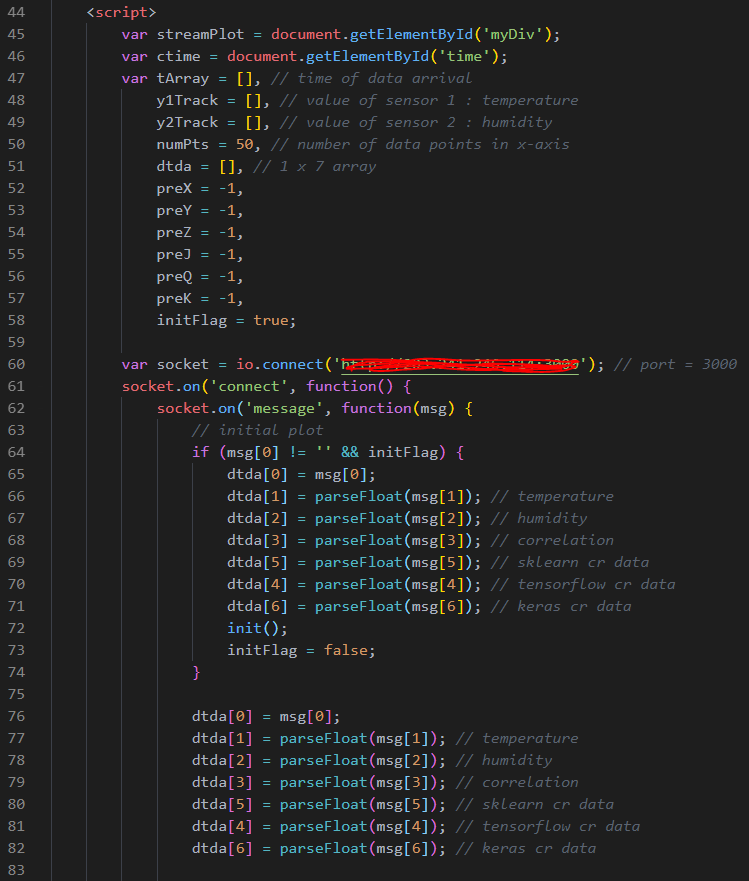 44 <script>
45 var streamPlot = document.getElementById('myDiv');
46 var ctime = document.getElementById('time');
47 var tArray = [], // time of data arrival
48 y1Track = [], // value of sensor 1 : temperature
49 y2Track = [], // value of sensor 2 : humidity
50 numPts = 50, // number of data points in x-axis
51 dtda = [], // 1 x 7 array
52 preX = -1,
53 preY = -1,
54 preZ = -1,
55 preJ = -1,
56 preQ = -1,
57 preK = -1,
58 initFlag = true;
59
60 var socket = io.connect(' '); // port = 3000
61 socket.on('connect', function() {
62 socket.on('message', function(msg) {
63 // initial plot
64 if (msg[0] != '' && initFlag) {
65 dtda[0] = msg[0];
66 dtda[1] = parseFloat(msg[1]); // temperature
67 dtda[2] = parseFloat(msg[2]); // humidity
68 dtda[3] = parseFloat(msg[3]); // correlation
69 dtda[5] = parseFloat(msg[5]); // sklearn cr data
70 dtda[4] = parseFloat(msg[4]); // tensorflow cr data
71 dtda[6] = parseFloat(msg[6]); // keras cr data
72 init();
73 initFlag = false;
74 }
75
76 dtda[0] = msg[0];
77 dtda[1] = parseFloat(msg[1]); // temperature
78 dtda[2] = parseFloat(msg[2]); // humidity
79 dtda[3] = parseFloat(msg[3]); // correlation
80 dtda[5] = parseFloat(msg[5]); // sklearn cr data
81 dtda[4] = parseFloat(msg[4]); // tensorflow cr data
82 dtda[6] = parseFloat(msg[6]); // keras cr data
83